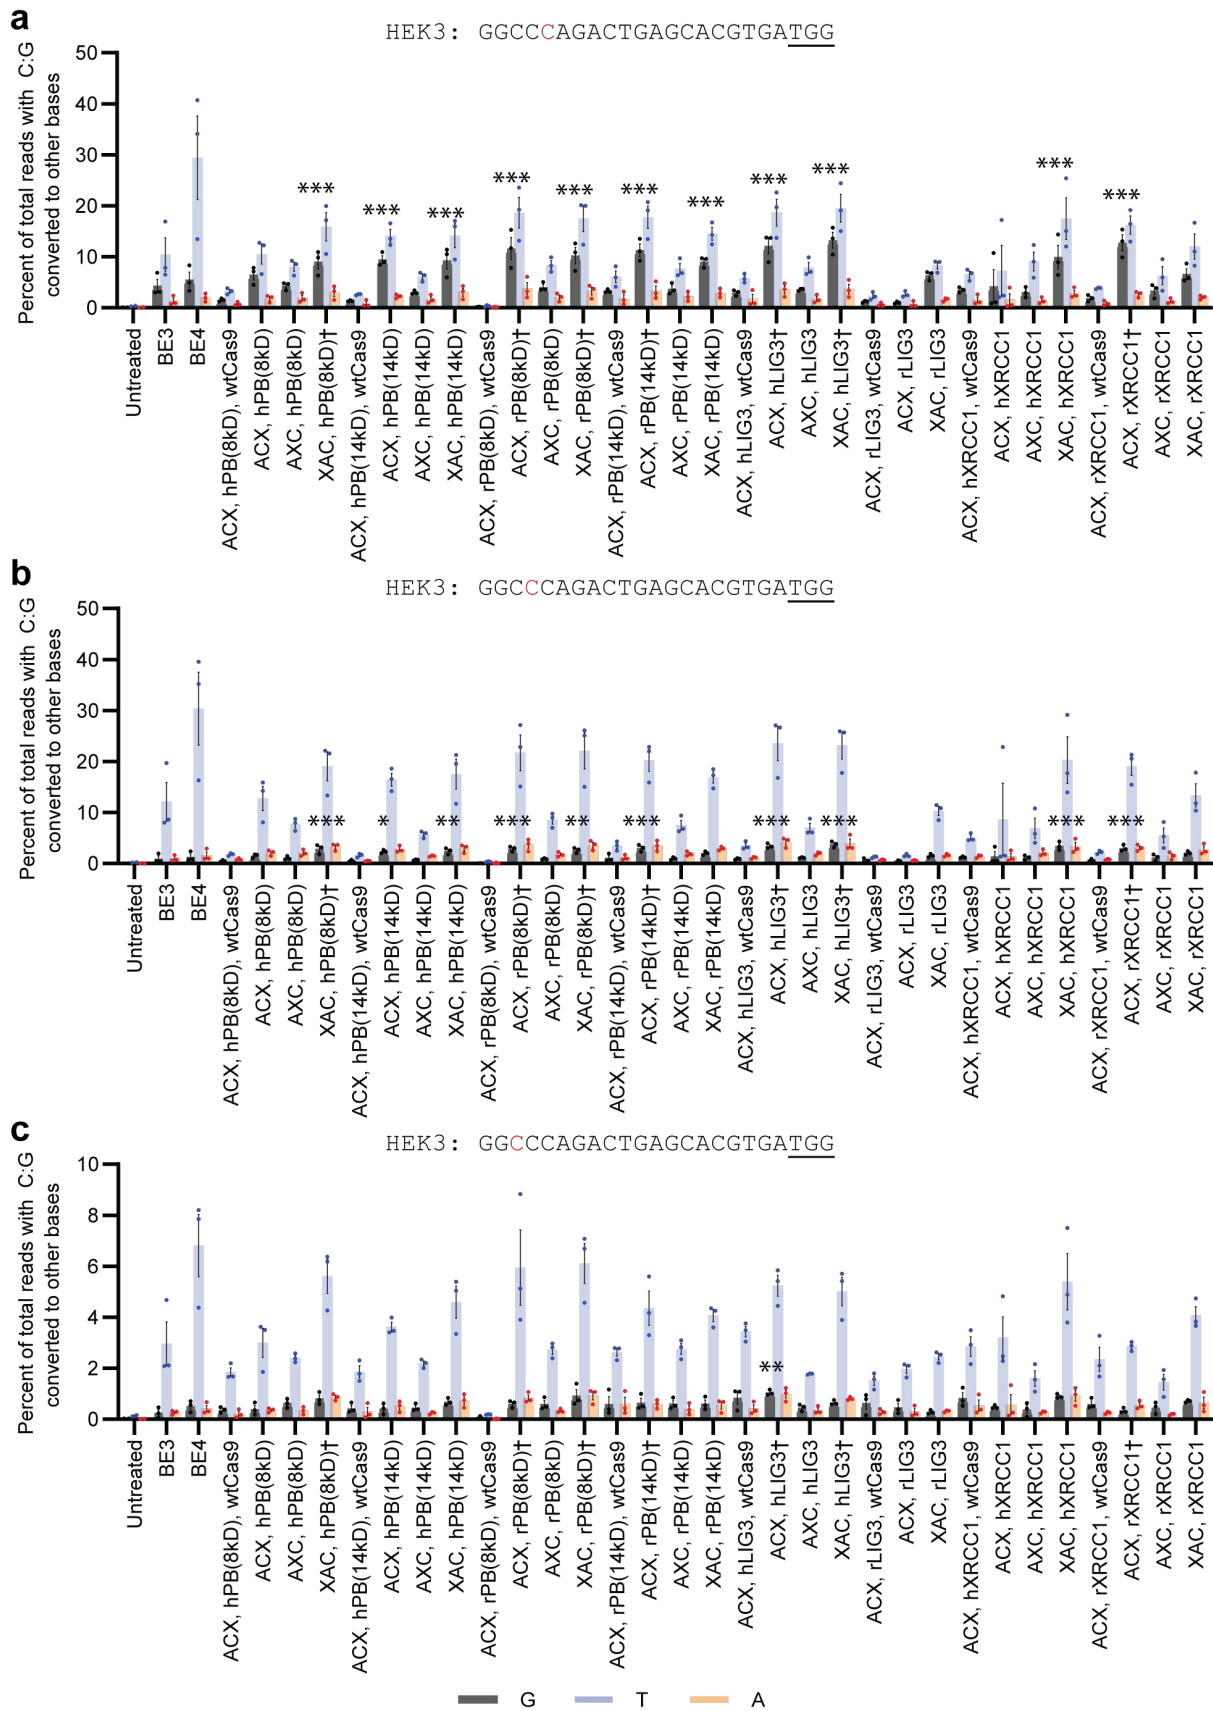 a
HEK3: GGCCCAGACTGAGCACGTGATGG
Percent of total reads with C:G
converted to other bases
50
40
30
20
10
0
***
***
***
***
***
***
***
***
***
***
***
Untreated
BE3
BE4
ACX, hPB(8kD), wtCas9
ACX, hPB(8kD)
AXC, hPB(8kD)
XAC, hPB(8kD)†
ACX, hPB(14kD), wtCas9
ACX, hPB(14kD)
AXC, hPB(14kD)
XAC, hPB(14kD)
ACX, rPB(8kD), wtCas9
ACX, rPB(8kD)†
AXC, rPB(8kD)
XAC, rPB(8kD)†
ACX, rPB(14kD), wtCas9
ACX, rPB(14kD)†
AXC, rPB(14kD)
XAC, rPB(14kD)
ACX, hLIG3, wtCas9
ACX, hLIG3†
AXC, hLIG3
XAC, hLIG3†
ACX, rLIG3, wtCas9
ACX, rLIG3
XAC, rLIG3
ACX, hXRCC1, wtCas9
ACX, hXRCC1
AXC, hXRCC1
XAC, hXRCC1
ACX, rXRCC1, wtCas9
ACX, rXRCC1†
AXC, rXRCC1
XAC, rXRCC1
b
HEK3: GGCCCAGACTGAGCACGTGATGG
Percent of total reads with C:G
converted to other bases
50
40
30
20
10
0
***
*
**
***
**
***
***
***
***
***
Untreated
BE3
BE4
ACX, hPB(8kD), wtCas9
ACX, hPB(8kD)
AXC, hPB(8kD)
XAC, hPB(8kD)†
ACX, hPB(14kD), wtCas9
ACX, hPB(14kD)
AXC, hPB(14kD)
XAC, hPB(14kD)
ACX, rPB(8kD), wtCas9
ACX, rPB(8kD)†
AXC, rPB(8kD)
XAC, rPB(8kD)†
ACX, rPB(14kD), wtCas9
ACX, rPB(14kD)†
AXC, rPB(14kD)
XAC, rPB(14kD)
ACX, hLIG3, wtCas9
ACX, hLIG3†
AXC, hLIG3
XAC, hLIG3†
ACX, rLIG3, wtCas9
ACX, rLIG3
XAC, rLIG3
ACX, hXRCC1, wtCas9
ACX, hXRCC1
AXC, hXRCC1
XAC, hXRCC1
ACX, rXRCC1, wtCas9
ACX, rXRCC1†
AXC, rXRCC1
XAC, rXRCC1
c
HEK3: GGCCCAGACTGAGCACGTGATGG
Percent of total reads with C:G
converted to other bases
10
8
6
4
2
0
**
Untreated
BE3
BE4
ACX, hPB(8kD), wtCas9
ACX, hPB(8kD)
AXC, hPB(8kD)
XAC, hPB(8kD)†
ACX, hPB(14kD), wtCas9
ACX, hPB(14kD)
AXC, hPB(14kD)
XAC, hPB(14kD)
ACX, rPB(8kD), wtCas9
ACX, rPB(8kD)†
AXC, rPB(8kD)
XAC, rPB(8kD)†
ACX, rPB(14kD), wtCas9
ACX, rPB(14kD)†
AXC, rPB(14kD)
XAC, rPB(14kD)
ACX, hLIG3, wtCas9
ACX, hLIG3†
AXC, hLIG3
XAC, hLIG3†
ACX, rLIG3, wtCas9
ACX, rLIG3
XAC, rLIG3
ACX, hXRCC1, wtCas9
ACX, hXRCC1
AXC, hXRCC1
XAC, hXRCC1
ACX, rXRCC1, wtCas9
ACX, rXRCC1†
AXC, rXRCC1
XAC, rXRCC1
G T A